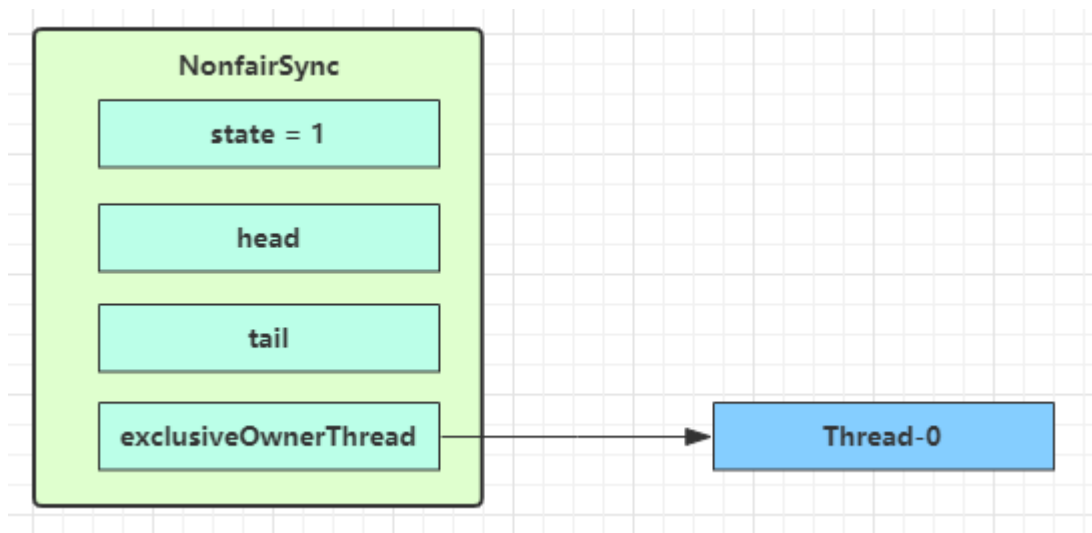 NonfairSync
state = 1
head
tail
exclusiveOwnerThread
Thread-0